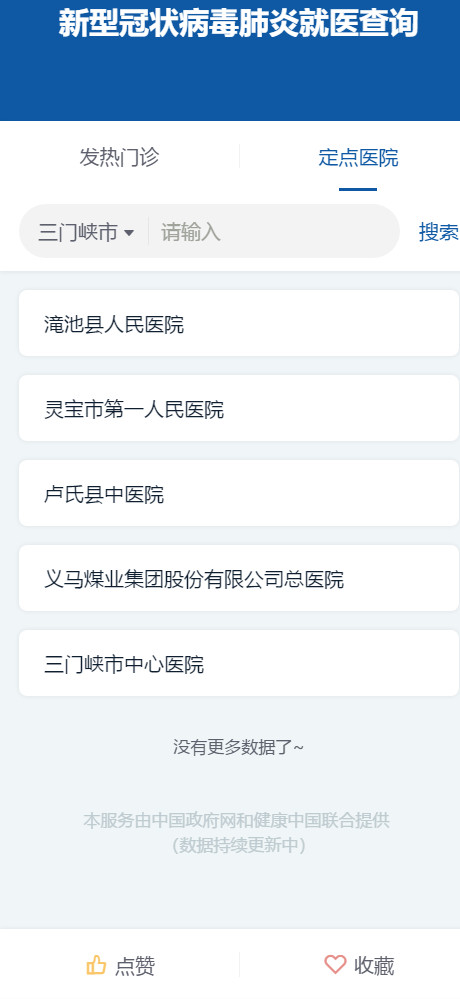 新型冠状病毒肺炎就医查询
发热门诊 定点医院
三门峡市 请输入 搜索
渑池县人民医院
灵宝市第一人民医院
卢氏县中医院
义马煤业集团股份有限公司总医院
三门峡市中心医院
没有更多数据了~
本服务由中国政府网和健康中国联合提供
（数据持续更新中）
点赞 收藏